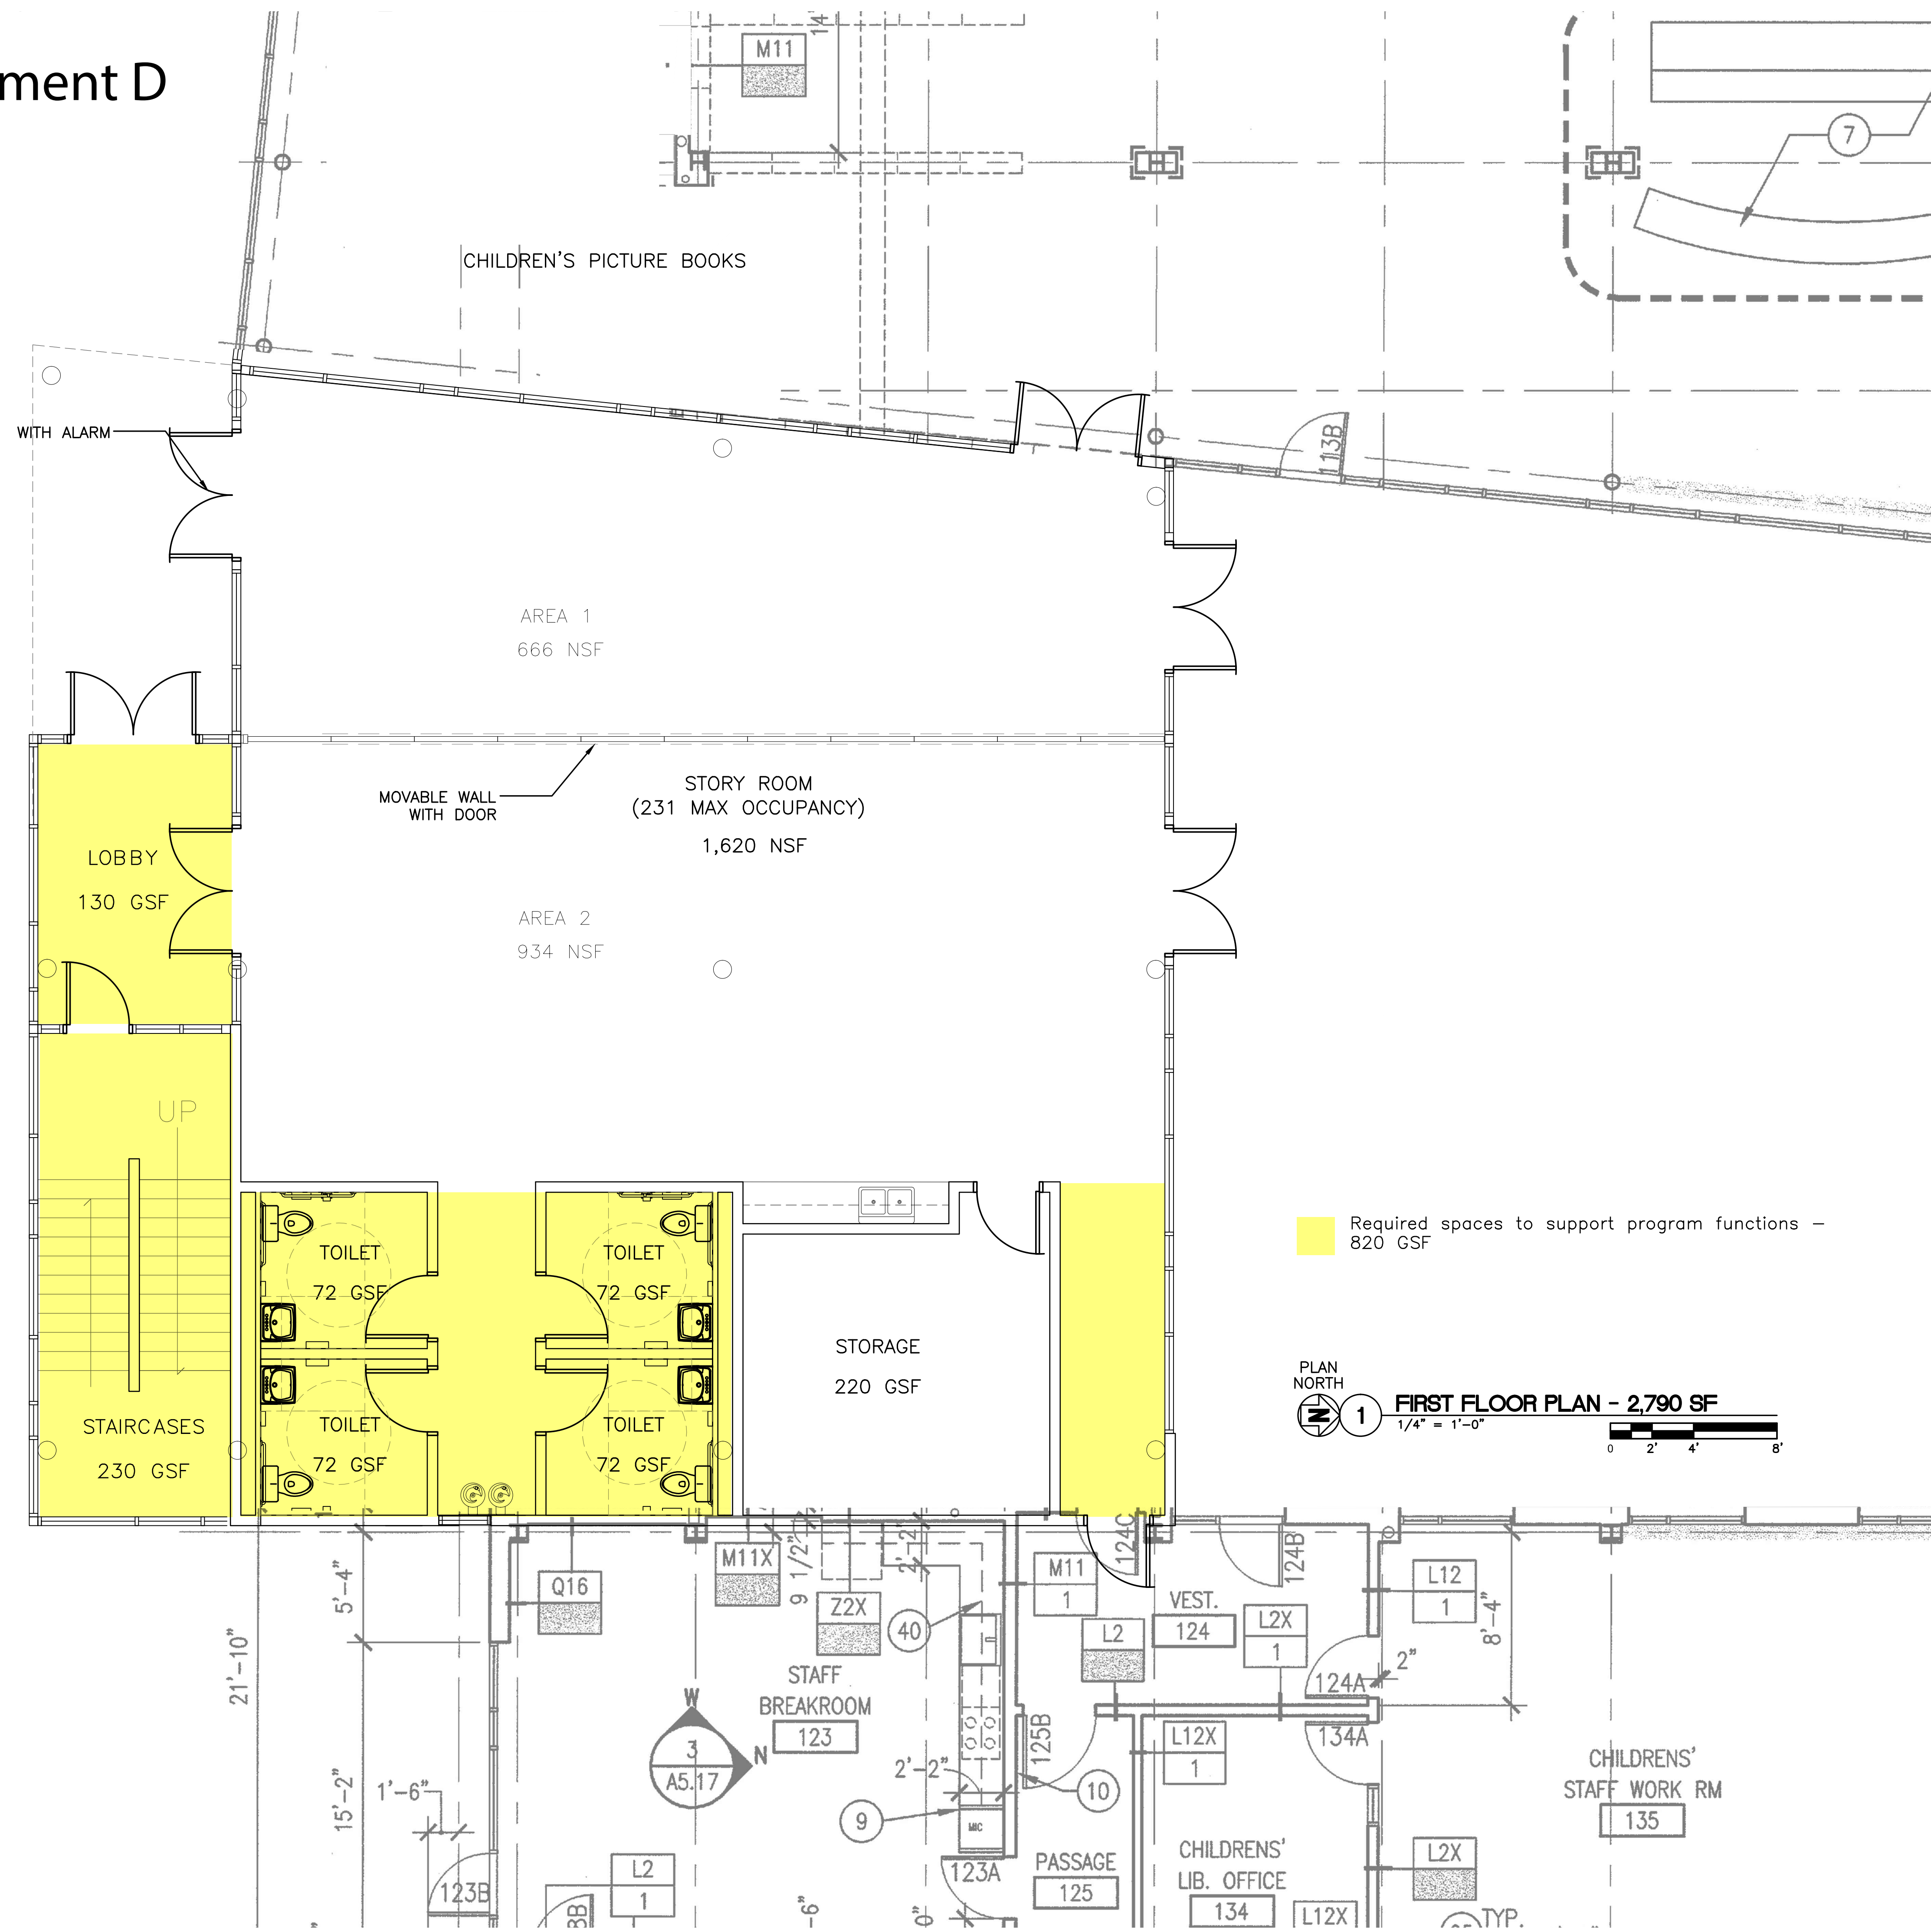 ment D
M11
14'
7
CHILDREN'S PICTURE BOOKS
WITH ALARM
113B
AREA 1
666 NSF
MOVABLE WALL
WITH DOOR
STORY ROOM
(231 MAX OCCUPANCY)
1,620 NSF
LOBBY
130 GSF
AREA 2
934 NSF
UP
STAIRCASES
230 GSF
TOILET
72 GSF
TOILET
72 GSF
TOILET
72 GSF
TOILET
72 GSF
STORAGE
220 GSF
Required spaces to support program functions –
820 GSF
PLAN
NORTH
N
1
FIRST FLOOR PLAN - 2,790 SF
1/4" = 1'-0"
0 2' 4' 8'
5'-4"
21'-10"
15'-2"
1'-6"
Q16
M11X
9 1/2"
Z2X
2'-2"
40
STAFF
BREAKROOM
123
W
N
3
A5.17
2'-2"
9
MIC
10
123A
123B
L2
1
124C
M11
1
VEST.
124
L2
L2X
1
124B
124A
2"
L12
1
8'-4"
125B
L12X
1
134A
PASSAGE
125
CHILDRENS'
LIB. OFFICE
134
L12X
CHILDRENS'
STAFF WORK RM
135
L2X
TYP.